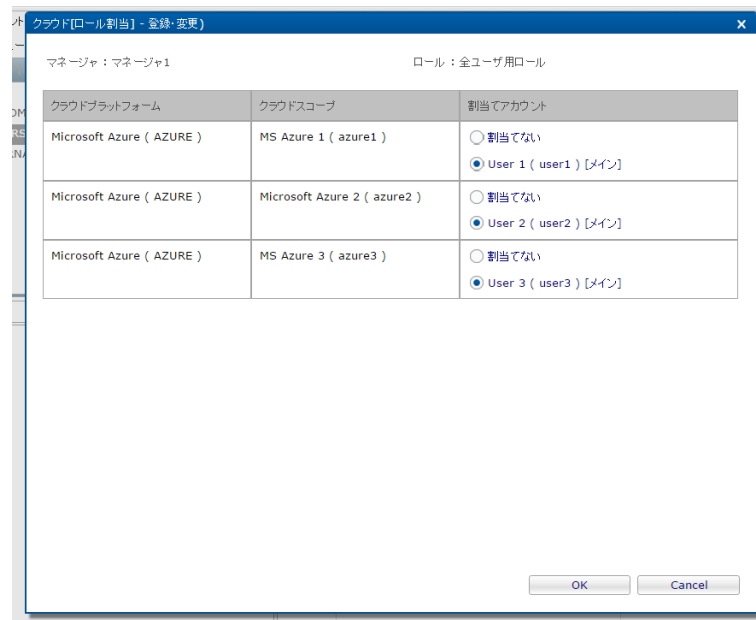 クラウド[ロール割当] - 登録・変更)
マネージャ：マネージャ1
ロール：全ユーザ用ロール
クラウドプラットフォーム クラウドスコープ 割当てアカウント
Microsoft Azure ( AZURE ) MS Azure 1 ( azure1 ) 割当てない
User 1 ( user1 ) [メイン]
Microsoft Azure ( AZURE ) Microsoft Azure 2 ( azure2 ) 割当てない
User 2 ( user2 ) [メイン]
Microsoft Azure ( AZURE ) MS Azure 3 ( azure3 ) 割当てない
User 3 ( user3 ) [メイン]
OK Cancel